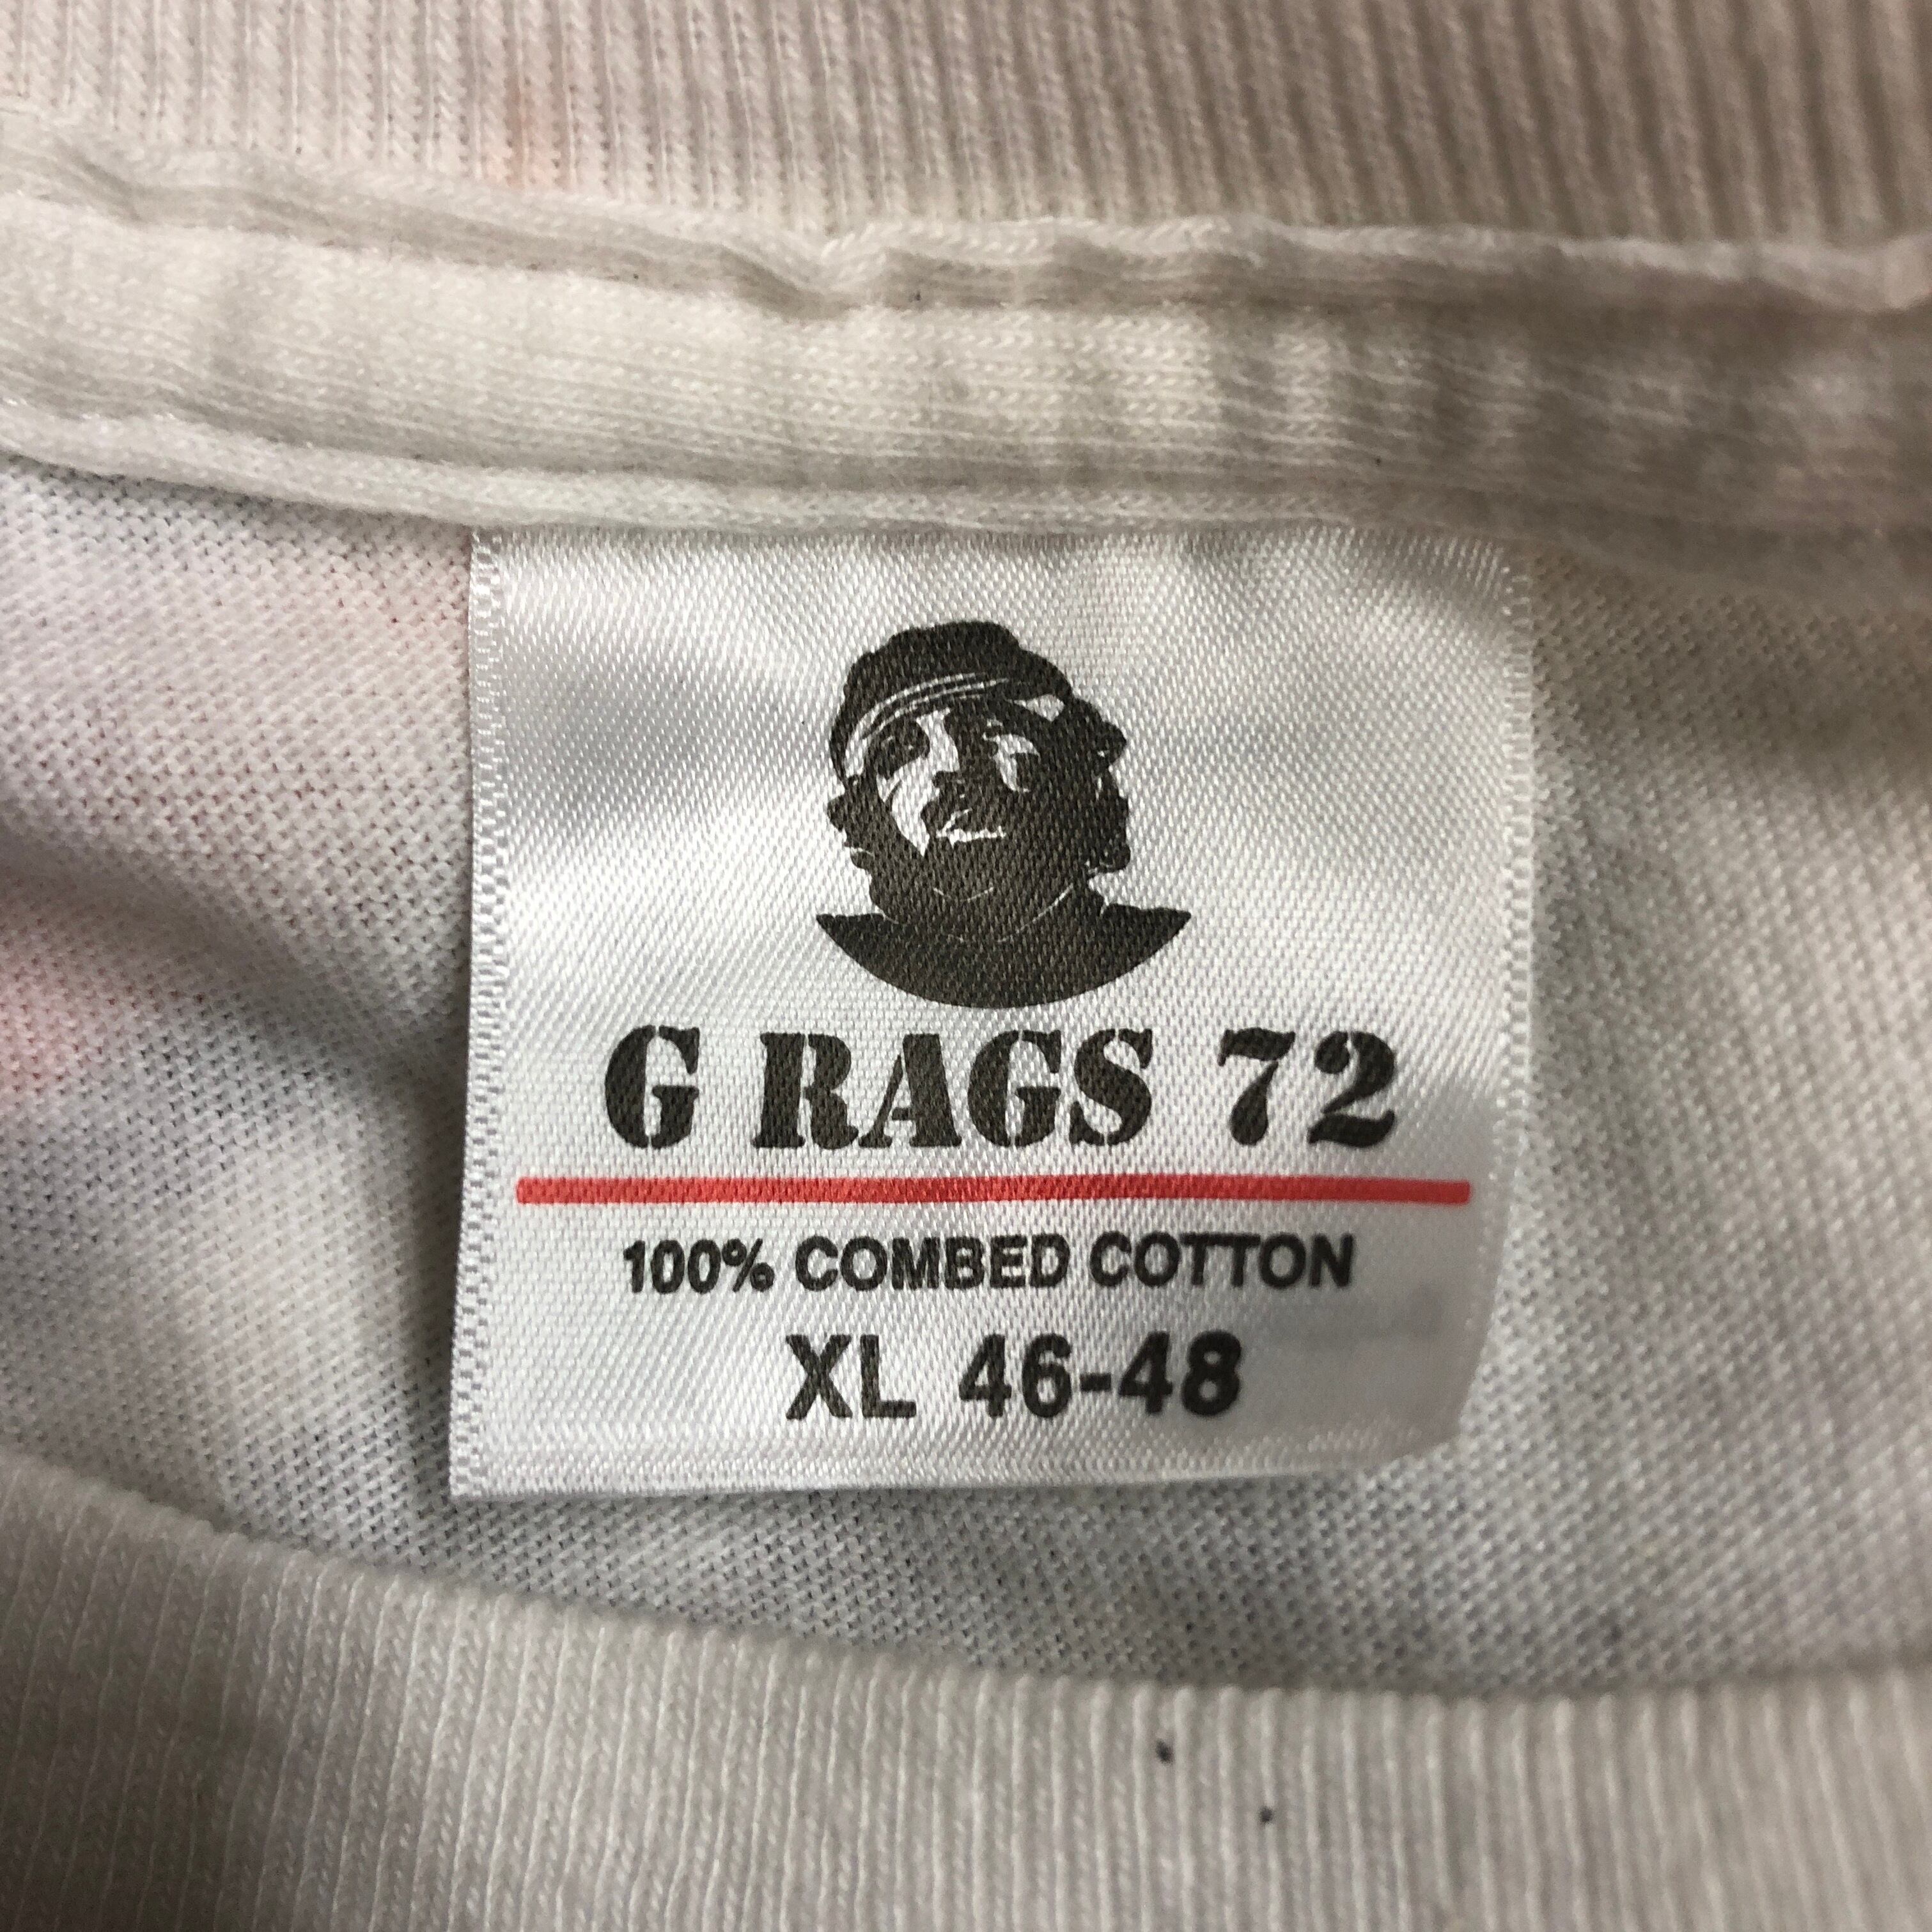 G RAGS 72
100% COMBED COTTON
XL 46-48